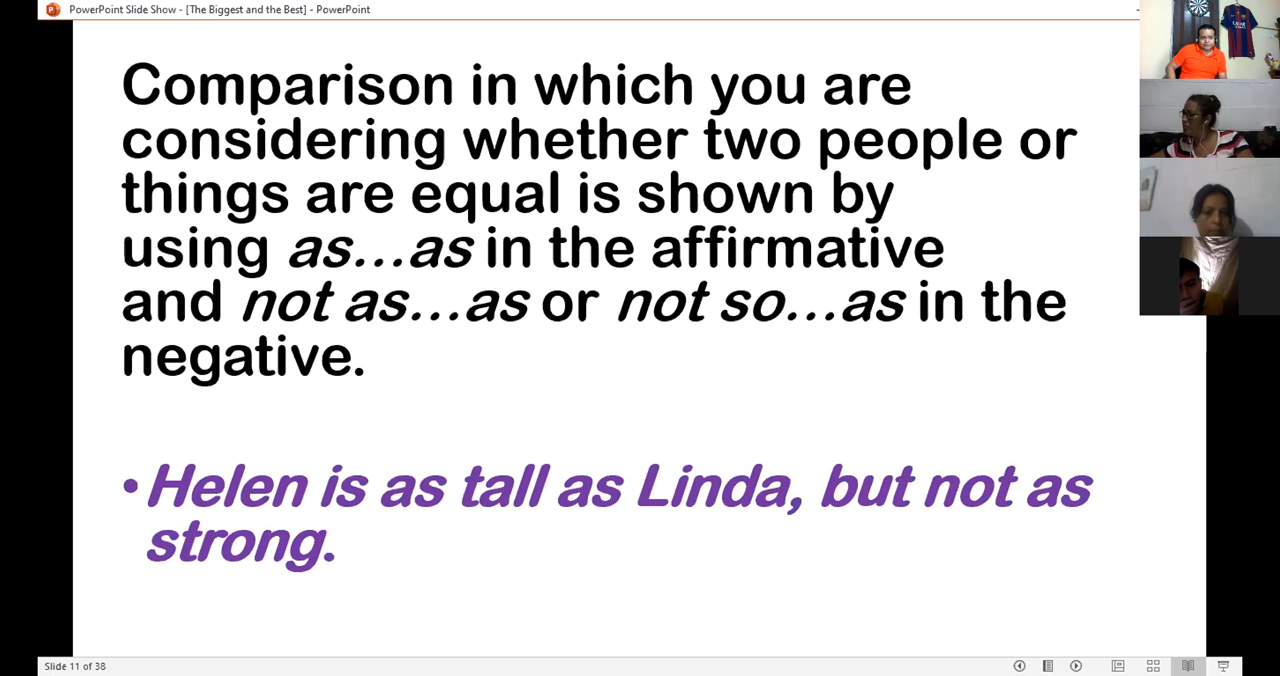 PowerPoint Slide Show - [The Biggest and the Best] - PowerPoint
Comparison in which you are
considering whether two people or
things are equal is shown by
using as…as in the affirmative
and not as…as or not so…as in the
negative.
• Helen is as tall as Linda, but not as
strong.
Slide 11 of 38